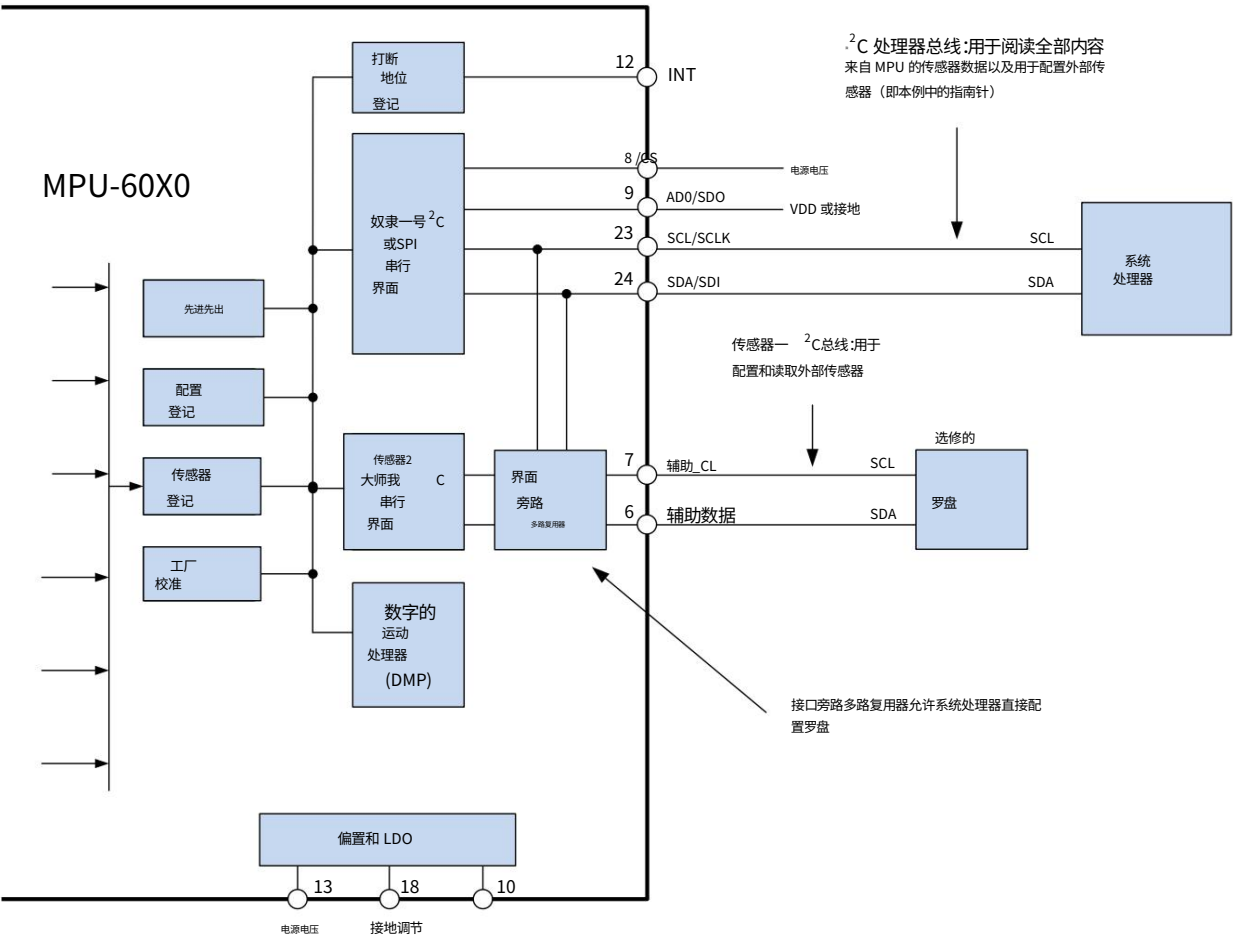 打断
地位
登记
12
INT
²C 处理器总线:用于阅读全部内容
来自 MPU 的传感器数据以及用于配置外部传
感器（即本例中的指南针）
MPU-60X0
8 /CS
电源电压
9
AD0/SDO
VDD 或接地
奴隶一号 ²C
或SPI
串行
界面
23
SCL/SCLK
SCL
24
SDA/SDI
SDA
系统
处理器
先进先出
传感器一 ²C总线:用于
配置和读取外部传感器
配置
登记
选修的
传感器
登记
传感器2
大师我 C
串行
界面
界面
旁路
多路复用器
7
辅助_CL
SCL
6
辅助数据
SDA
罗盘
工厂
校准
数字的
运动
处理器
(DMP)
接口旁路多路复用器允许系统处理器直接配
置罗盘
偏置和 LDO
13
18
10
电源电压
接地调节